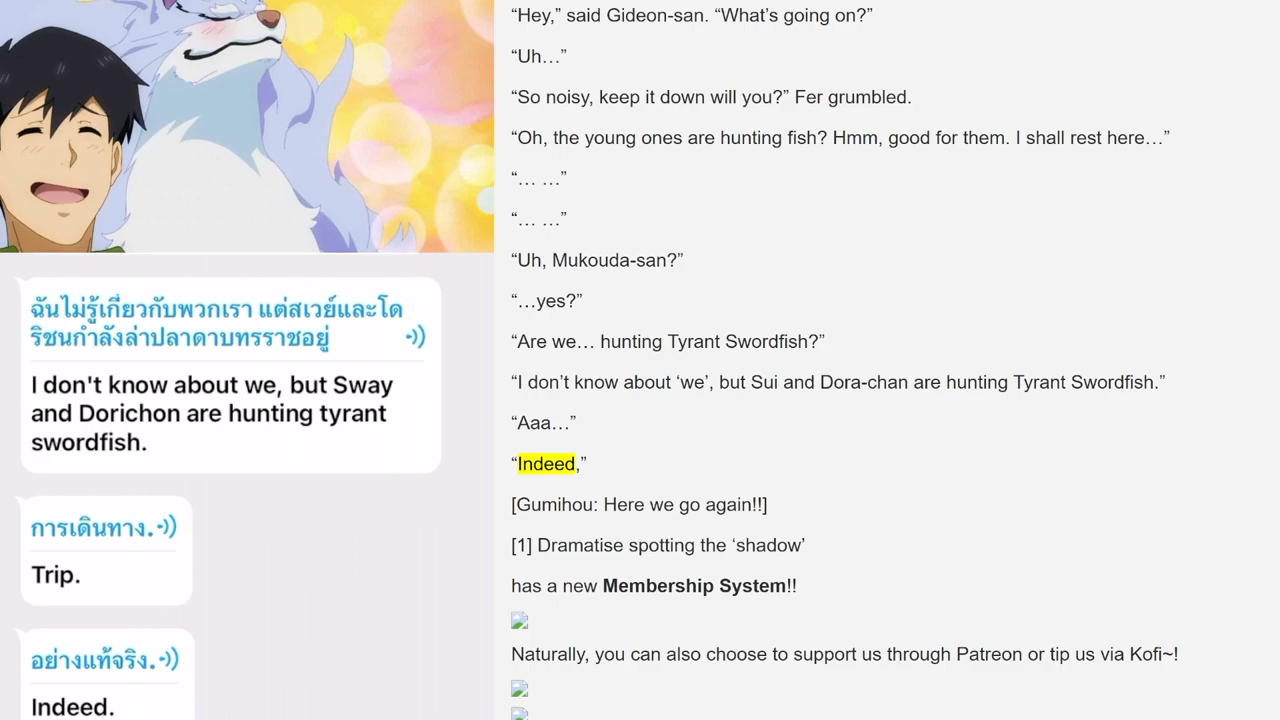 ฉันไม่รู้เกี่ยวกับพวกเรา แต่สเวย์และโด
ริชนกำลังล่าปลาดาบทรราชอยู่
I don't know about we, but Sway
and Dorichon are hunting tyrant
swordfish.
การเดินทาง.
Trip.
อย่างแท้จริง.
Indeed.
“Hey,” said Gideon-san. “What’s going on?”
“Uh…”
“So noisy, keep it down will you?” Fer grumbled.
“Oh, the young ones are hunting fish? Hmm, good for them. I shall rest here…”
“… …”
“… …”
“Uh, Mukouda-san?”
“…yes?”
“Are we… hunting Tyrant Swordfish?”
“I don’t know about ‘we’, but Sui and Dora-chan are hunting Tyrant Swordfish.”
“Aaa…”
“Indeed,”
[Gumihou: Here we go again!!]
[1] Dramatise spotting the ‘shadow’
has a new Membership System!!
Naturally, you can also choose to support us through Patreon or tip us via Kofi~!